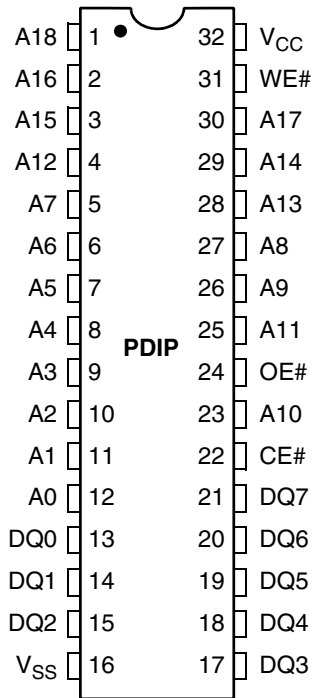 A18 1 32 VCC
A16 2 31 WE#
A15 3 30 A17
A12 4 29 A14
A7 5 28 A13
A6 6 27 A8
A5 7 26 A9
A4 8 25 A11
PDIP
A3 9 24 OE#
A2 10 23 A10
A1 11 22 CE#
A0 12 21 DQ7
DQ0 13 20 DQ6
DQ1 14 19 DQ5
DQ2 15 18 DQ4
VSS 16 17 DQ3